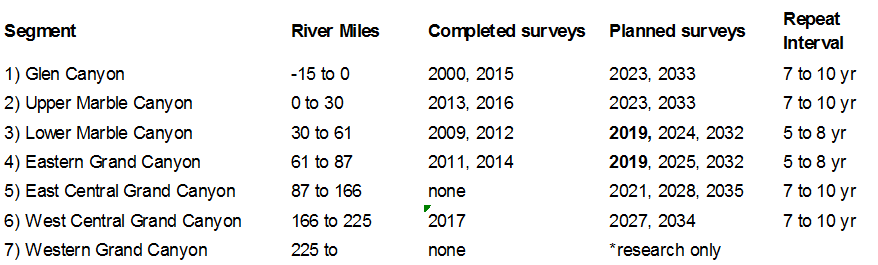 Segment River Miles Completed surveys Planned surveys Repeat Interval
1) Glen Canyon -15 to 0 2000, 2015 2023, 2033 7 to 10 yr
2) Upper Marble Canyon 0 to 30 2013, 2016 2023, 2033 7 to 10 yr
3) Lower Marble Canyon 30 to 61 2009, 2012 2019, 2024, 2032 5 to 8 yr
4) Eastern Grand Canyon 61 to 87 2011, 2014 2019, 2025, 2032 5 to 8 yr
5) East Central Grand Canyon 87 to 166 none 2021, 2028, 2035 7 to 10 yr
6) West Central Grand Canyon 166 to 225 2017 2027, 2034 7 to 10 yr
7) Western Grand Canyon 225 to none *research only